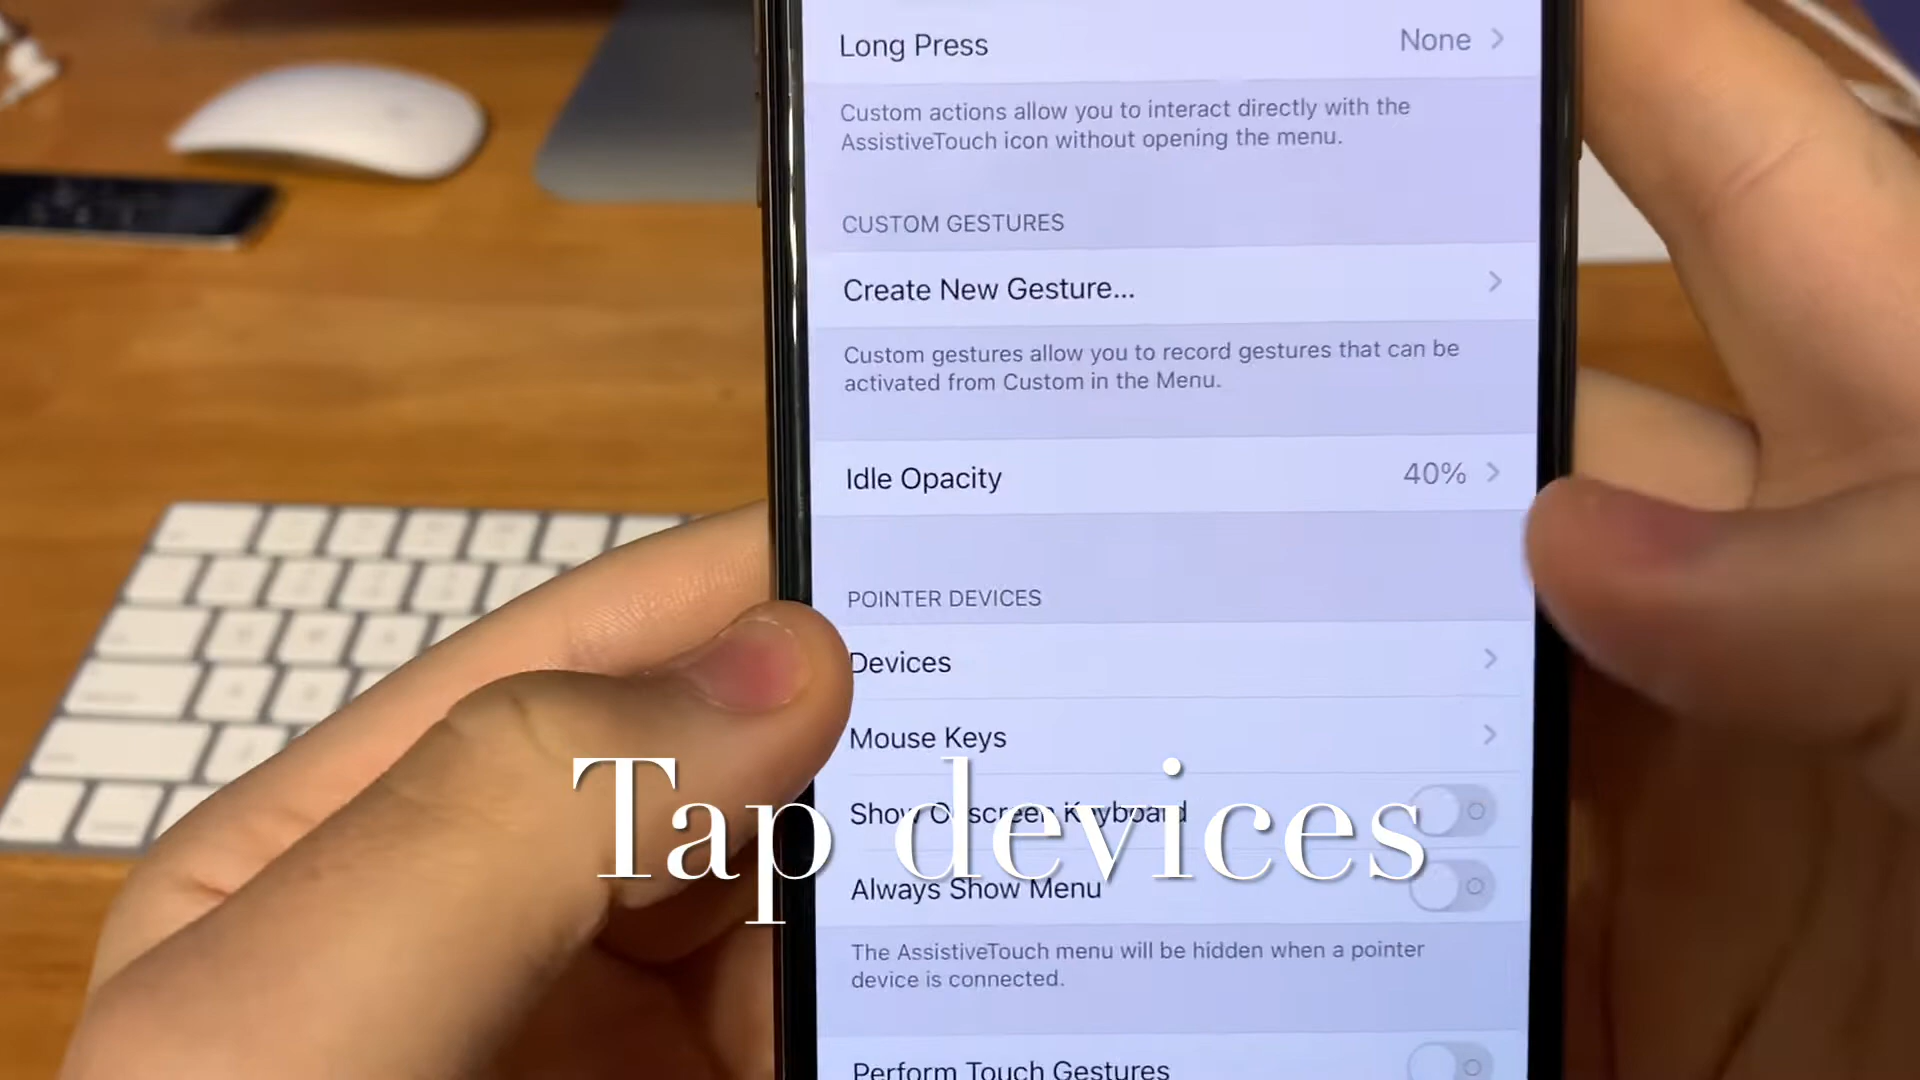 Long Press None
Custom actions allow you to interact directly with the
AssistiveTouch icon without opening the menu.
CUSTOM GESTURES
Create New Gesture...
Custom gestures allow you to record gestures that can be
activated from Custom in the Menu.
Idle Opacity 40%
POINTER DEVICES
Devices
Mouse Keys
Show Onscreen Keyboard
Tap devices
Always Show Menu
The AssistiveTouch menu will be hidden when a pointer
device is connected.
Perform Touch Gestures